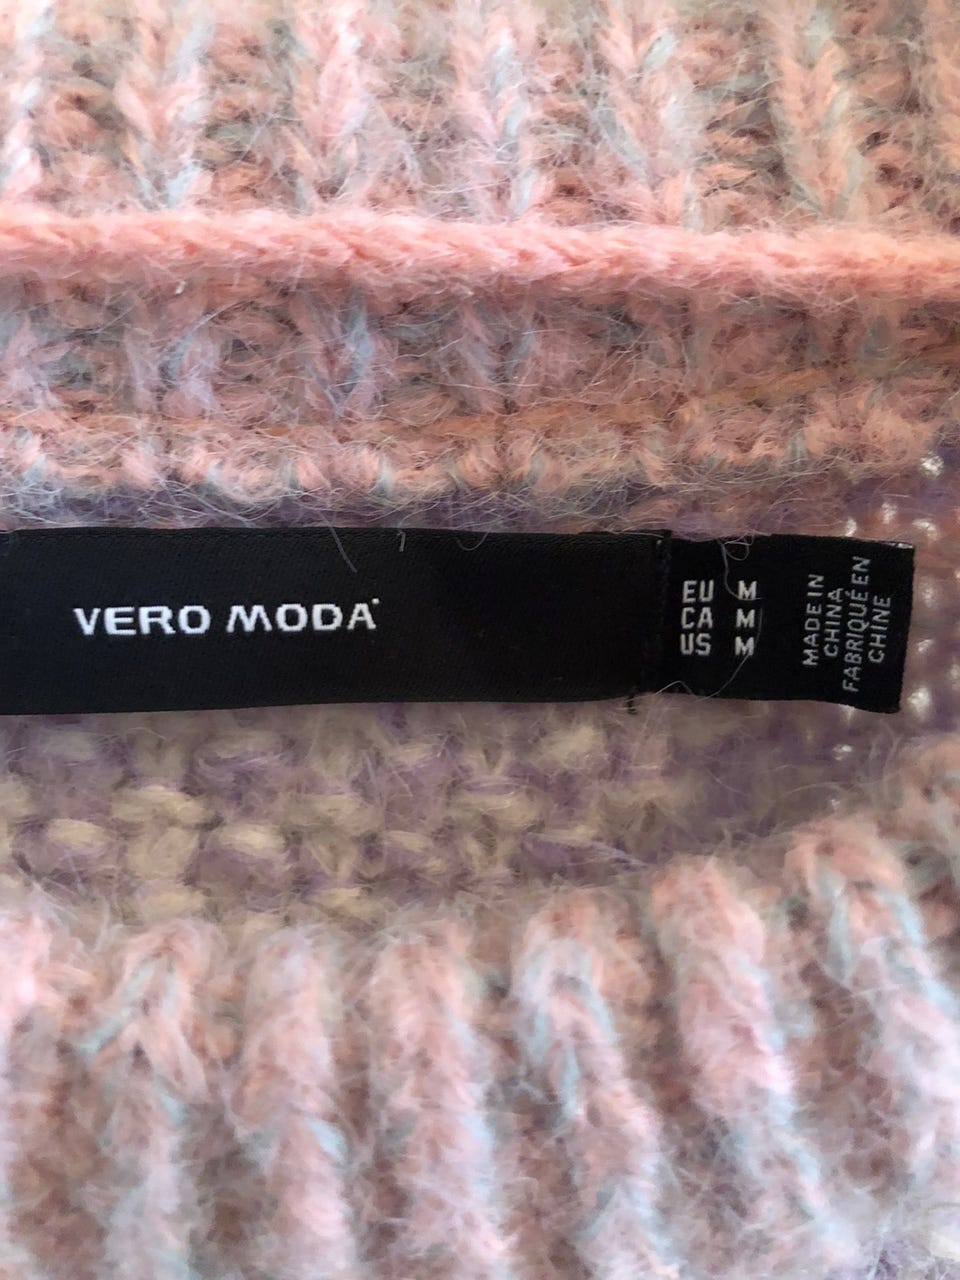 VERO MODA
EU M
CA M
US M
MADE IN
CHINA
FABRIQUÉ EN
CHINE